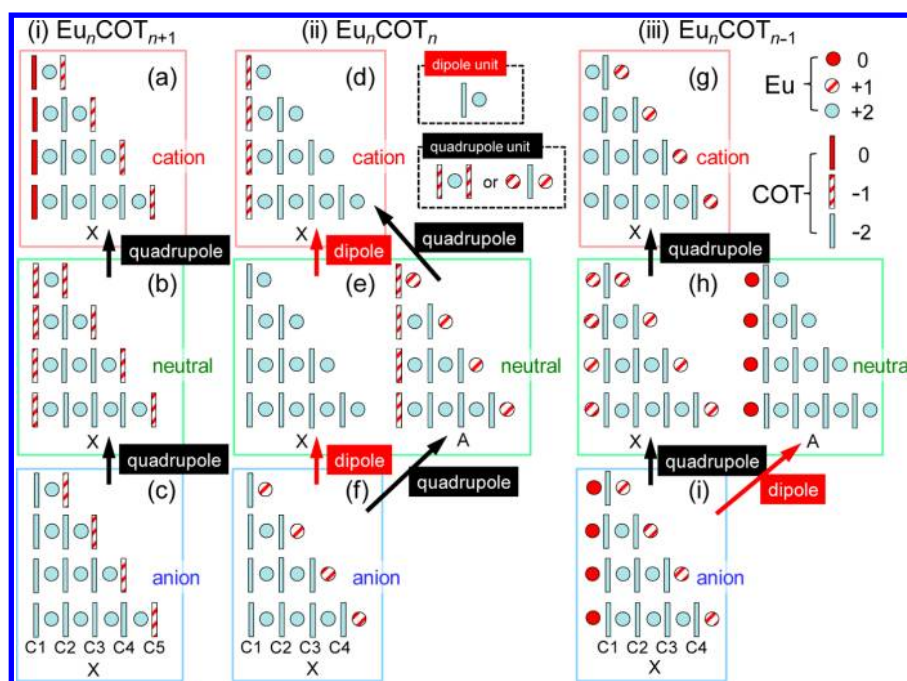 (i) EuₙCOTₙ₊₁
(ii) EuₙCOTₙ
(iii) EuₙCOTₙ₋₁
(a)
cation
X
(d)
cation
X
dipole unit
quadrupole unit
or
(g)
cation
X
Eu
0
+1
+2
COT
0
-1
-2
quadrupole
dipole
quadrupole
quadrupole
(b)
neutral
X
(e)
neutral
X
A
(h)
neutral
X
A
quadrupole
dipole
quadrupole
quadrupole
dipole
(c)
anion
C1 C2 C3 C4 C5
X
(f)
anion
C1 C2 C3 C4
X
(i)
anion
C1 C2 C3 C4
X